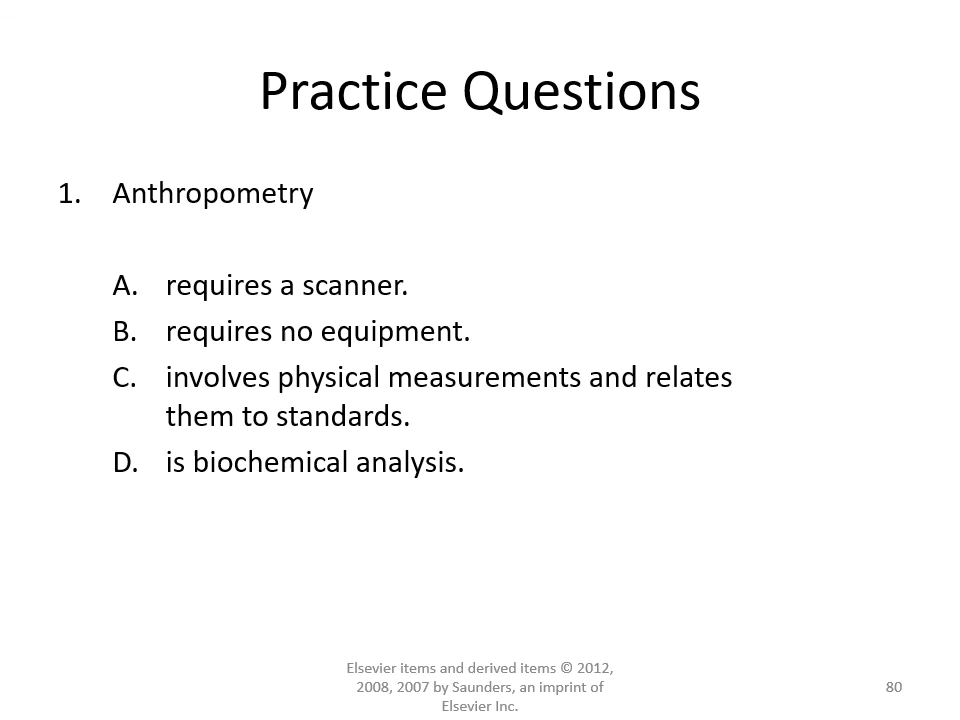 Practice Questions
1. Anthropometry
A. requires a scanner.
B. requires no equipment.
C. involves physical measurements and relates
them to standards.
D. is biochemical analysis.
Elsevier items and derived items © 2012,
2008, 2007 by Saunders, an imprint of
Elsevier Inc.
80